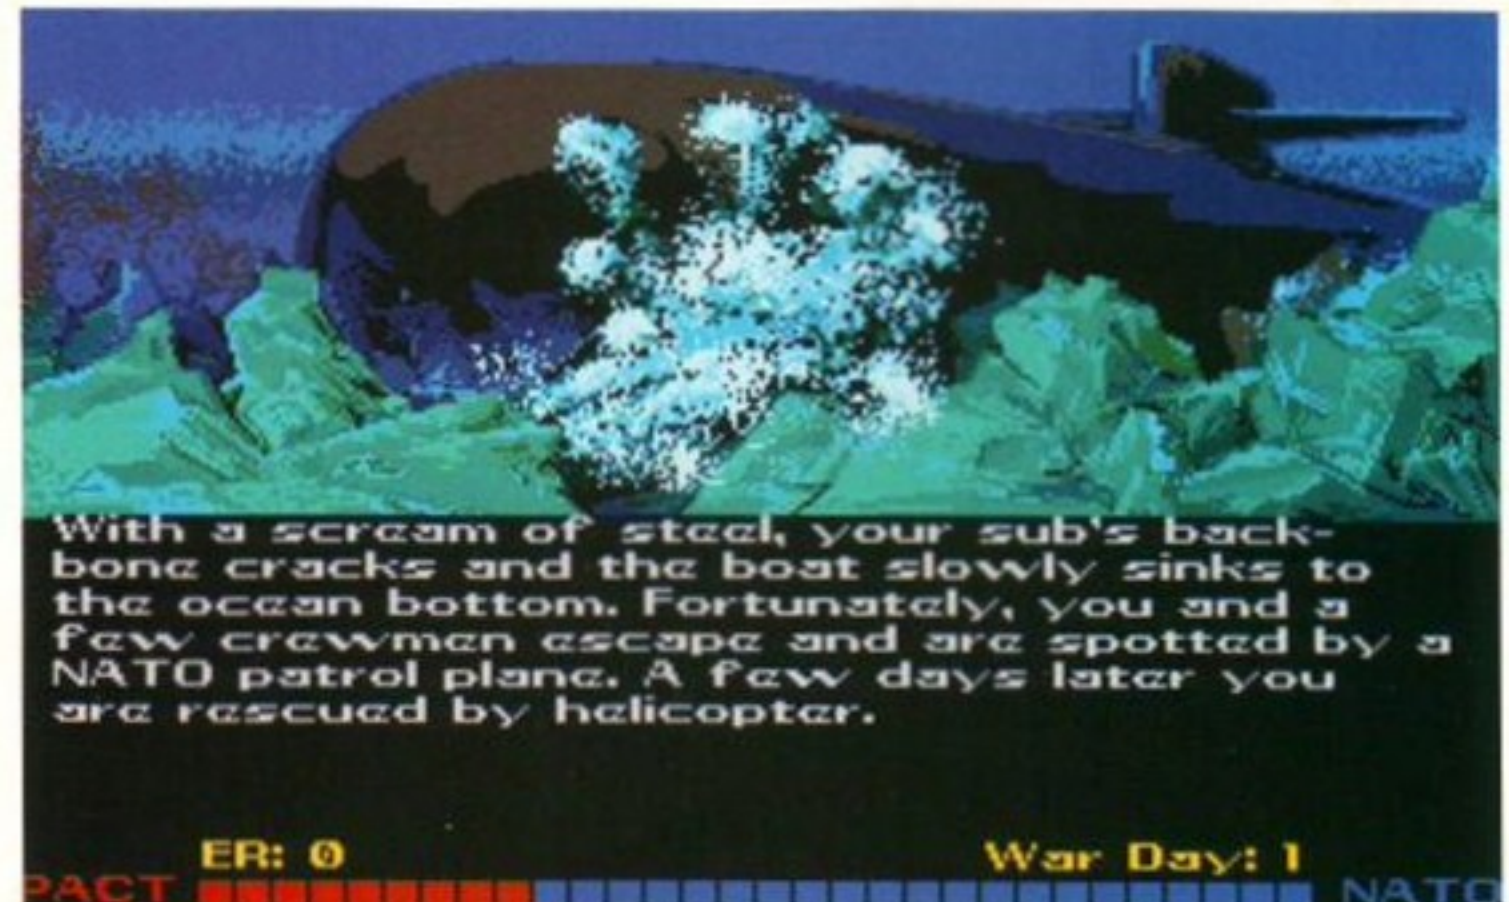 With a scream of steel, your sub's back-
bone cracks and the boat slowly sinks to
the ocean bottom. Fortunately, you and a
few crewmen escape and are spotted by a
NATO patrol plane. A few days later you
are rescued by helicopter.
ER: 0 War Day: 1
PACT NATO